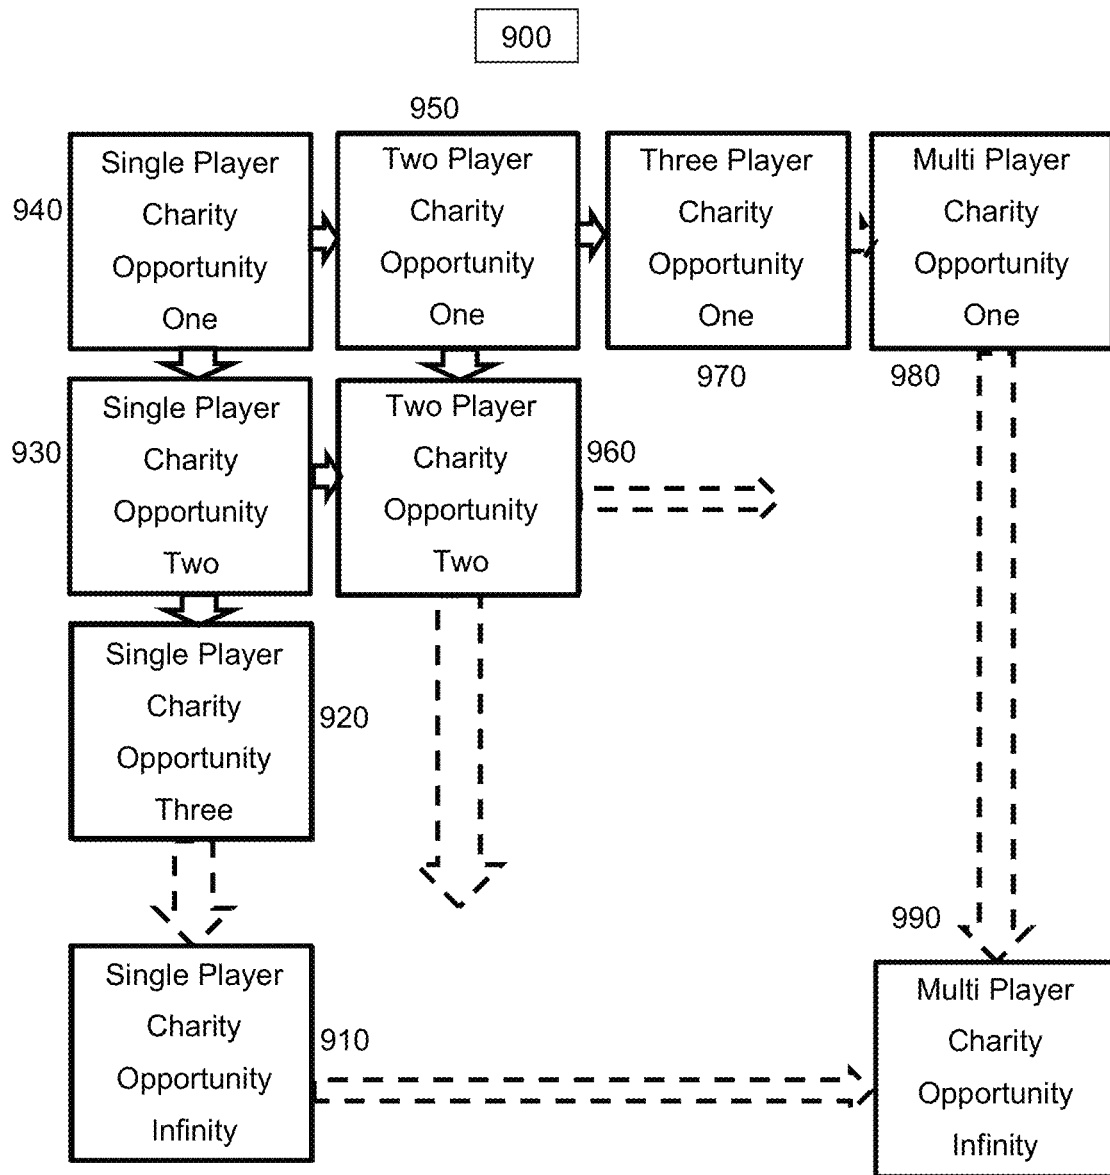 900
950
940
Single Player
Charity
Opportunity
One
Two Player
Charity
Opportunity
One
Three Player
Charity
Opportunity
One
Multi Player
Charity
Opportunity
One
970
980
930
Single Player
Charity
Opportunity
Two
Two Player
Charity
Opportunity
Two
960
Single Player
Charity
Opportunity
Three
920
990
Single Player
Charity
Opportunity
Infinity
910
Multi Player
Charity
Opportunity
Infinity